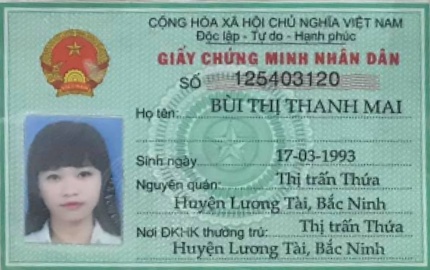 CỘNG HÒA XÃ HỘI CHỦ NGHĨA VIỆT NAM
Độc lập - Tự do - Hạnh phúc
GIẤY CHỨNG MINH NHÂN DÂN
SỐ 125403120
Họ tên: BÙI THỊ THANH MAI
Sinh ngày 17-03-1993
Nguyên quán: Thị trấn Thứa
Huyện Lương Tài, Bắc Ninh
Nơi ĐKHK thường trú: Thị trấn Thứa
Huyện Lương Tài, Bắc Ninh